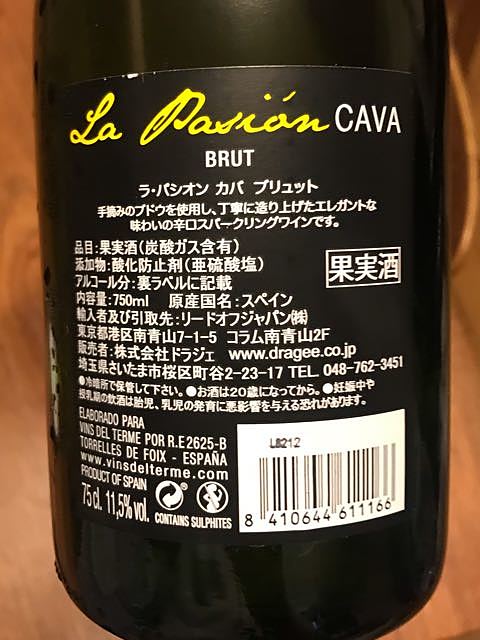 La Pasión CAVA
BRUT
ラ・パシオン カバ ブリュット
手摘みのブドウを使用し、丁寧に造り上げたエレガントな
味わいの辛口スパークリングワインです。
品目:果実酒(炭酸ガス含有)
添加物:酸化防止剤(亜硫酸塩)
アルコール分:裏ラベルに記載
果実酒
内容量:750ml 原産国名:スペイン
輸入者及び引取先:リードオフジャパン㈱
東京都港区南青山7-1-5 コラム南青山2F
販売者:株式会社ドラジェ www.dragee.co.jp
埼玉県さいたま市桜区町谷2-23-17 TEL. 048-762-3451
●冷暗所で保管して下さい。●お酒は20歳になってから。●妊娠中や
授乳期の飲酒は胎児、乳児の発育に悪影響を与える恐れがあります。
ELABORADO PARA
VINS DEL TERME POR R.E 2625-B
TORRELLES DE FOIX - ESPAÑA
www.vinsdelterme.com
PRODUCT OF SPAIN
75 cl. 11,5% vol.
CONTAINS SULPHITES
L8212
8 410644 611166